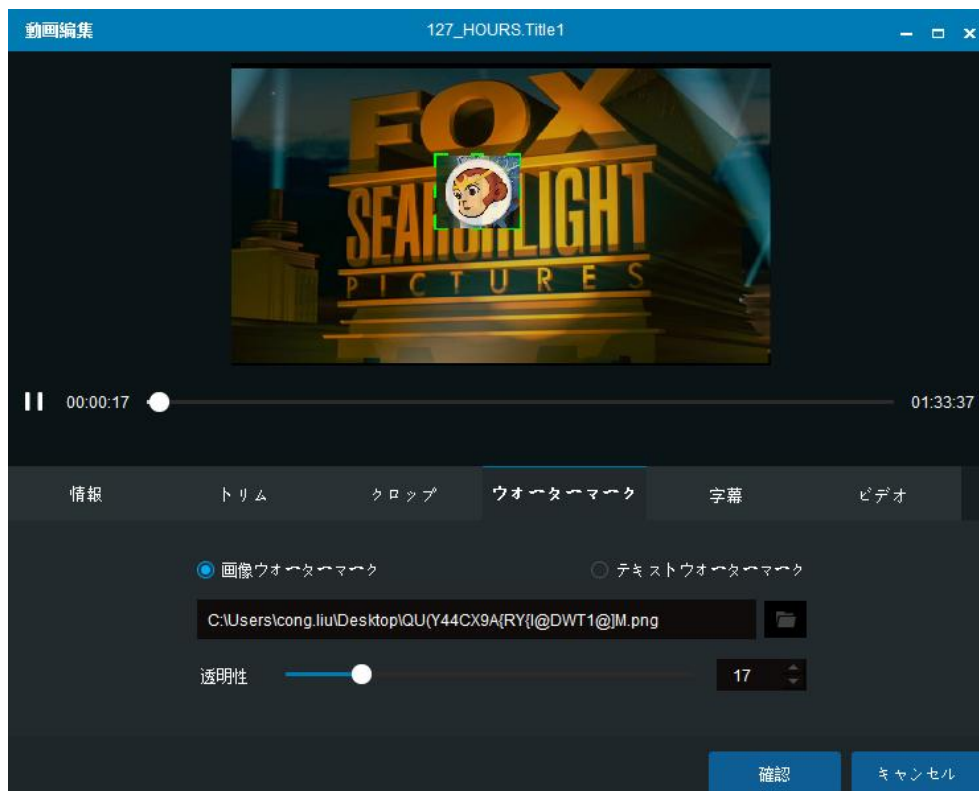 動画編集 127_HOURS.Title1
FOX
SEARCHLIGHT
PICTURES
00:00:17 01:33:37
情報 トリム クロップ ウオーターマーク 字幕 ビデオ
画像ウオーターマーク テキストウオーターマーク
C:\Users\cong.liu\Desktop\QU(Y44CX9A{RY{I@DWT1@]M.png
透明性 17
確認 キャンセル